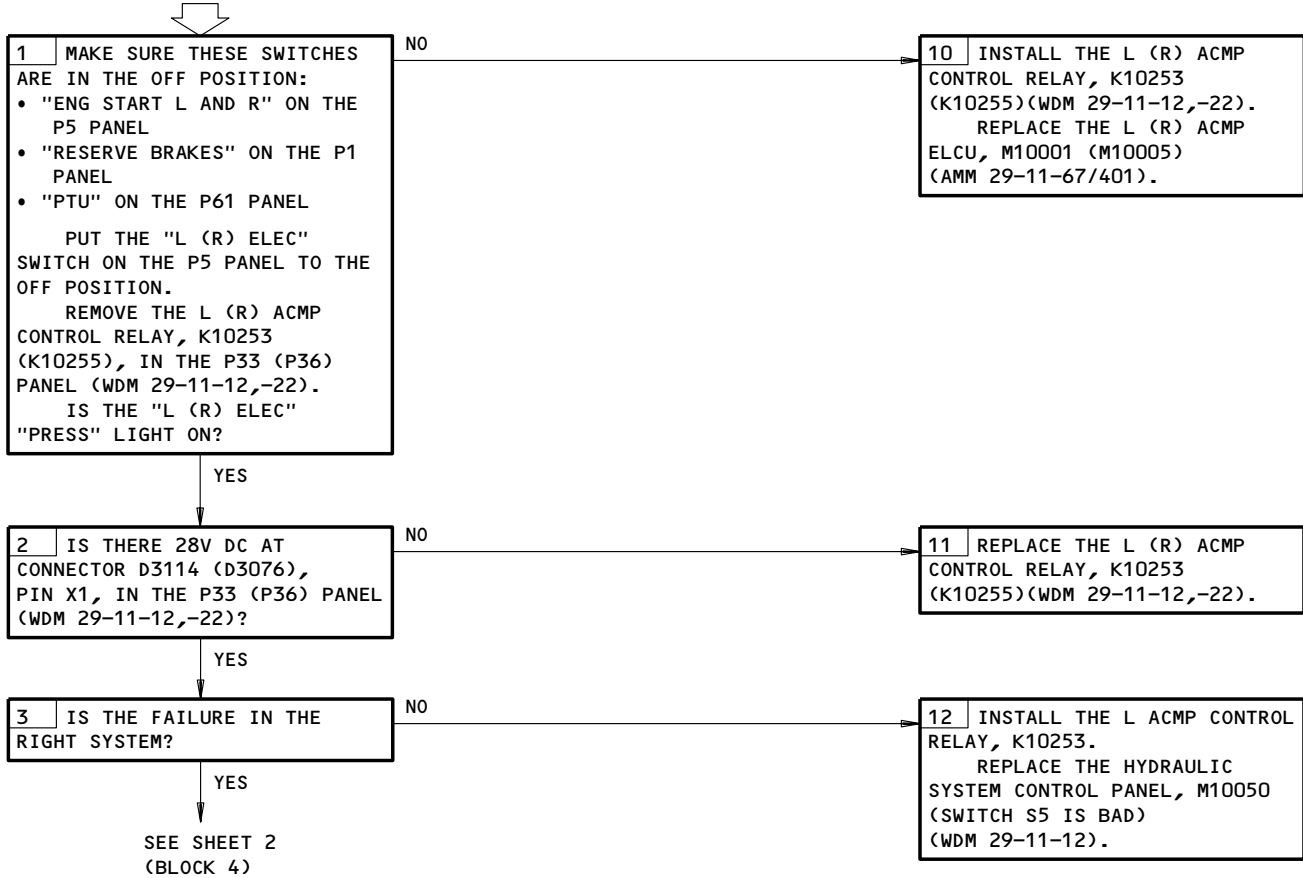 1 MAKE SURE THESE SWITCHES
ARE IN THE OFF POSITION:
• "ENG START L AND R" ON THE
P5 PANEL
• "RESERVE BRAKES" ON THE P1
PANEL
• "PTU" ON THE P61 PANEL
PUT THE "L (R) ELEC"
SWITCH ON THE P5 PANEL TO THE
OFF POSITION.
REMOVE THE L (R) ACMP
CONTROL RELAY, K10253
(K10255), IN THE P33 (P36)
PANEL (WDM 29-11-12,-22).
IS THE "L (R) ELEC"
"PRESS" LIGHT ON?
NO
10 INSTALL THE L (R) ACMP
CONTROL RELAY, K10253
(K10255)(WDM 29-11-12,-22).
REPLACE THE L (R) ACMP
ELCU, M10001 (M10005)
(AMM 29-11-67/401).
YES
2 IS THERE 28V DC AT
CONNECTOR D3114 (D3076),
PIN X1, IN THE P33 (P36) PANEL
(WDM 29-11-12,-22)?
NO
11 REPLACE THE L (R) ACMP
CONTROL RELAY, K10253
(K10255)(WDM 29-11-12,-22).
YES
3 IS THE FAILURE IN THE
RIGHT SYSTEM?
NO
12 INSTALL THE L ACMP CONTROL
RELAY, K10253.
REPLACE THE HYDRAULIC
SYSTEM CONTROL PANEL, M10050
(SWITCH S5 IS BAD)
(WDM 29-11-12).
YES
SEE SHEET 2
(BLOCK 4)